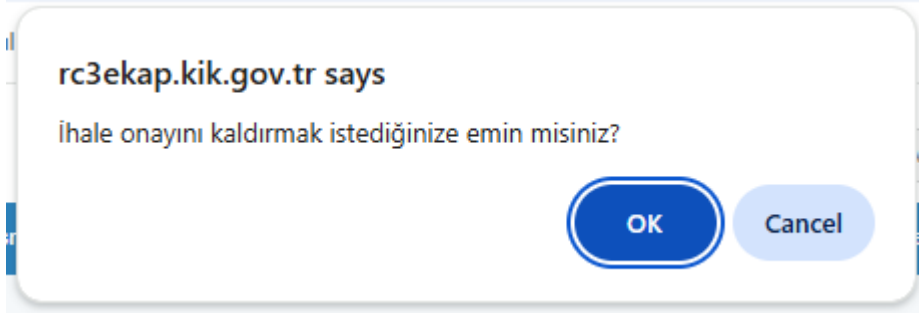 rc3ekap.kik.gov.tr says
İhale onayını kaldırmak istediğinize emin misiniz?
OK
Cancel